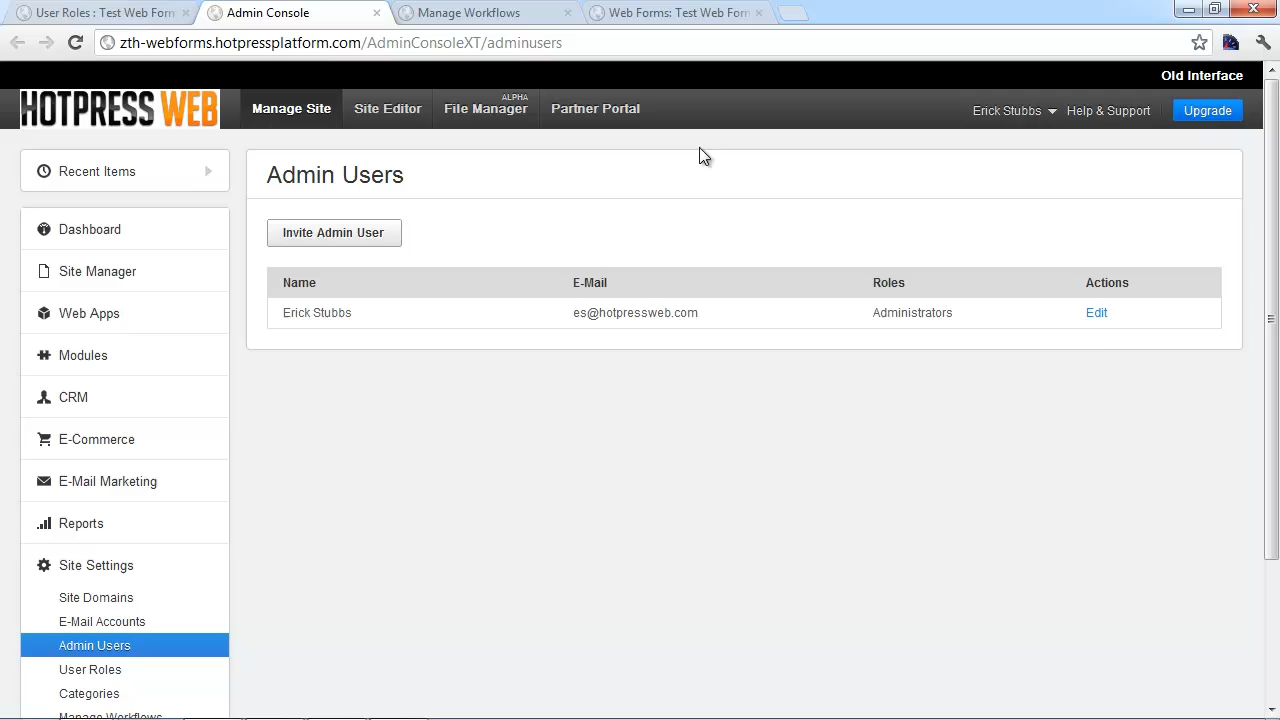 User Roles : Test Web Forn
Admin Console
Manage Workflows
Web Forms: Test Web Form
zth-webforms.hotpressplatform.com/AdminConsoleXT/adminusers
Old Interface
HOTPRESS WEB
Manage Site
Site Editor
File Manager ALPHA
Partner Portal
Erick Stubbs
Help & Support
Upgrade
Recent Items
Dashboard
Site Manager
Web Apps
Modules
CRM
E-Commerce
E-Mail Marketing
Reports
Site Settings
Site Domains
E-Mail Accounts
Admin Users
User Roles
Categories
Manage Workflows
Admin Users
Invite Admin User
Name E-Mail Roles Actions
Erick Stubbs es@hotpressweb.com Administrators Edit